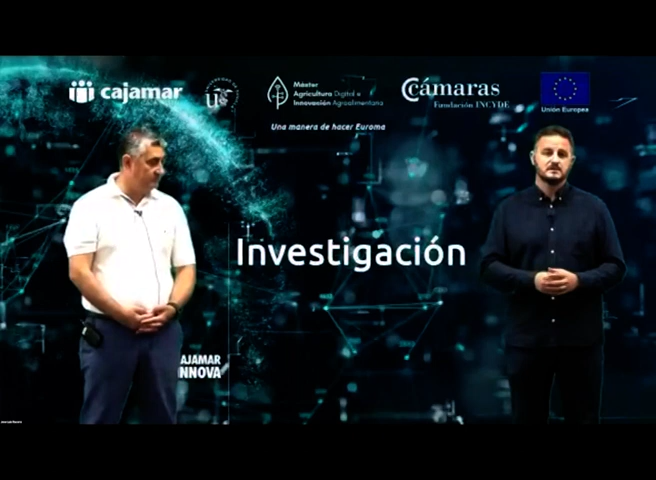 cajamar
Máster
Agricultura Digital e
Innovación Agroalimentaria
Cámaras
Fundación INCYDE
Unión Europea
Una manera de hacer Europa
Investigación
AJAMAR
NNOVA